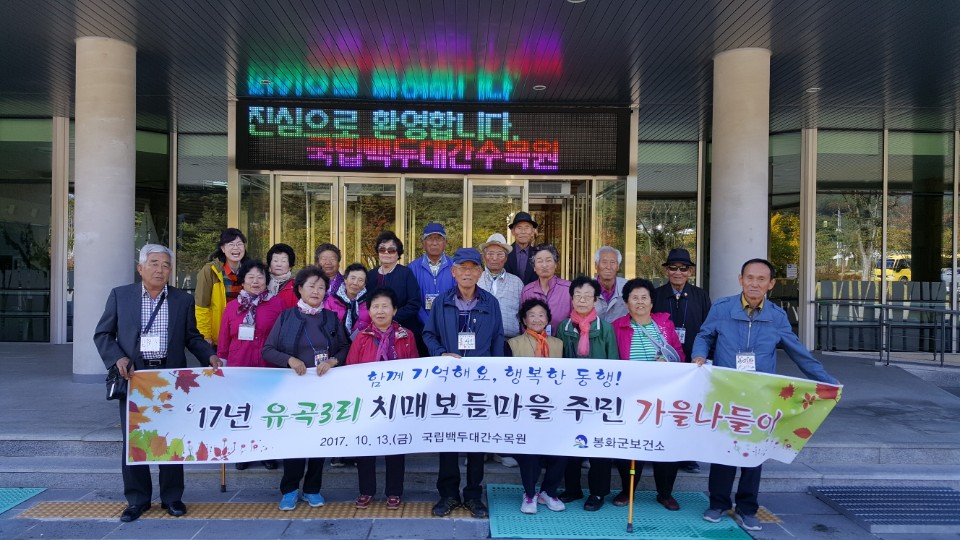 진심으로 환영합니다.
국립백두대간수목원
함께 기억해요, 행복한 동행!
'17년 유곡3리 치매보듬마을 주민 가을나들이
2017. 10. 13.(금) 국립백두대간수목원
봉화군보건소